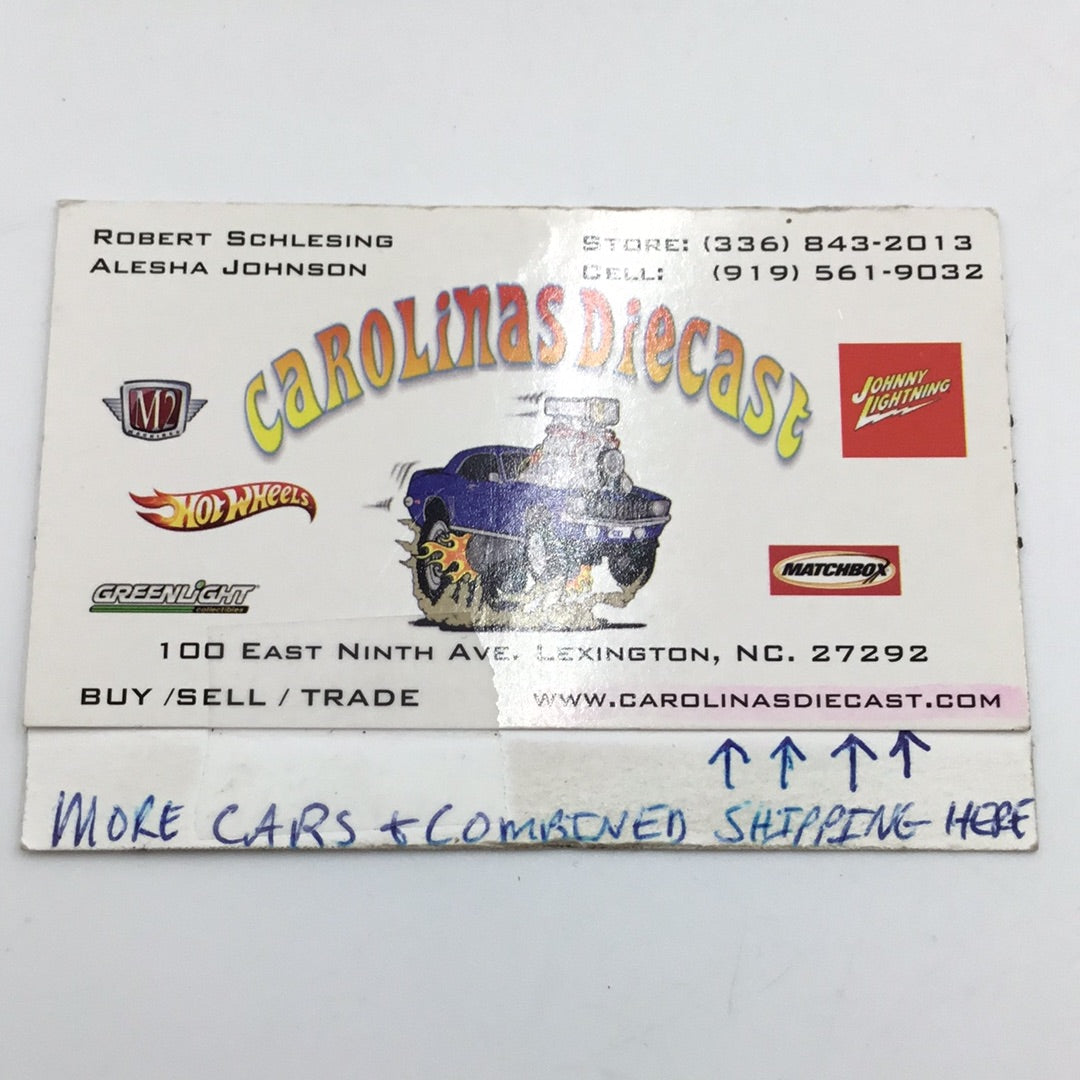 ROBERT SCHLESING
ALESHA JOHNSON
STORE: (336) 843-2013
CELL: (919) 561-9032
CAROLINAS DIECAST
M2
MACHINES
JOHNNY
LIGHTNING
HOT WHEELS
MATCHBOX
GREENLIGHT
collectibles
100 EAST NINTH AVE. LEXINGTON, NC. 27292
BUY /SELL / TRADE
WWW.CAROLINASDIECAST.COM
MORE CARS + COMBINED SHIPPING HERE